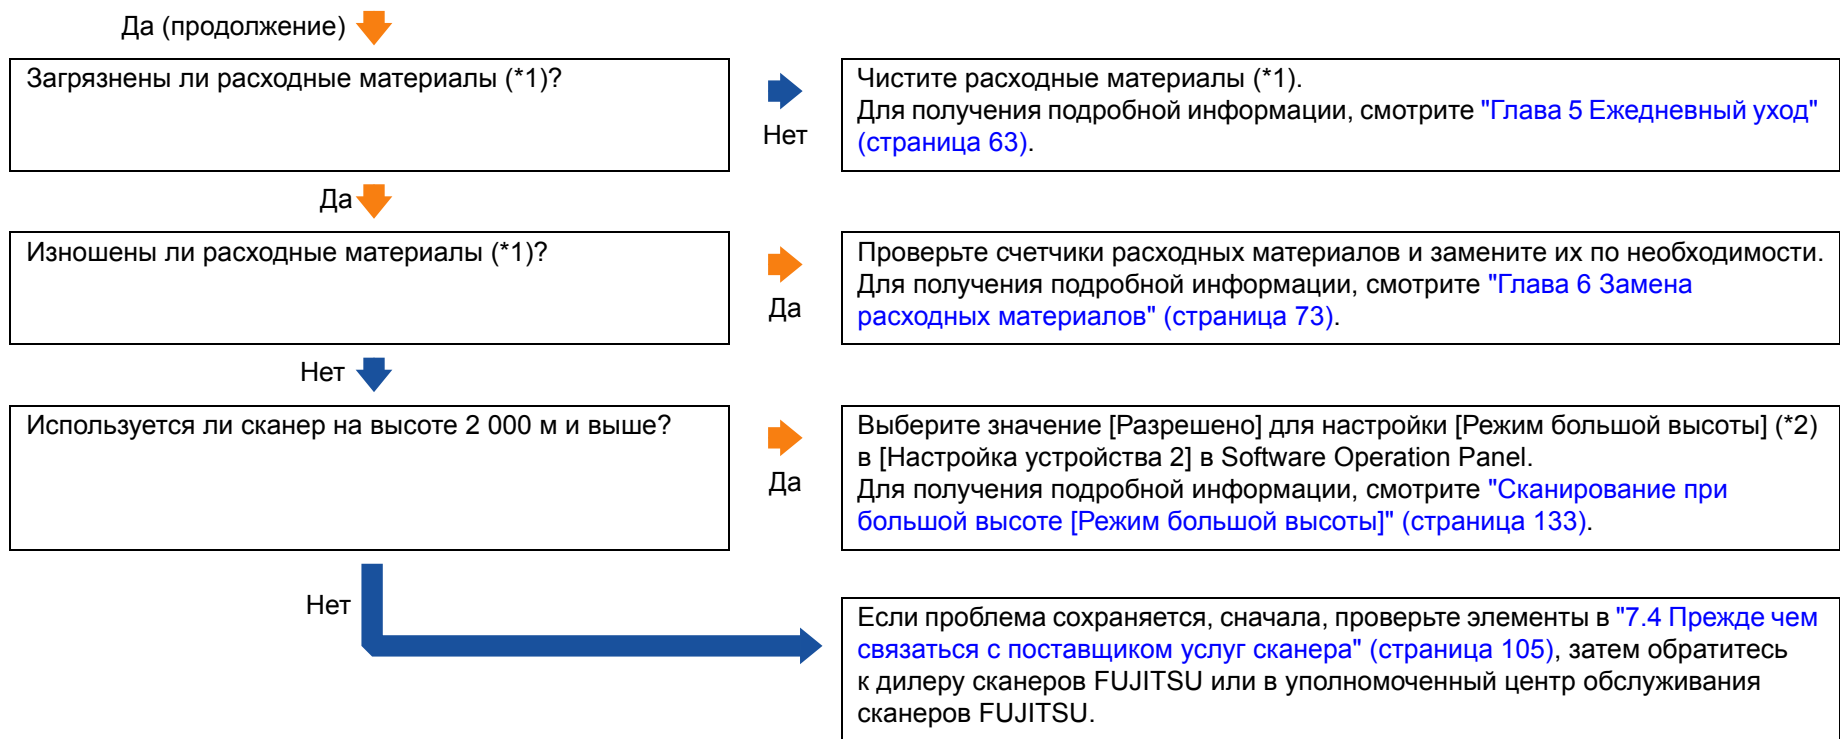 Да (продолжение)
Загрязнены ли расходные материалы (*1)?
Нет
Чистите расходные материалы (*1).
Для получения подробной информации, смотрите "Глава 5 Ежедневный уход"
(страница 63).
Да
Изношены ли расходные материалы (*1)?
Да
Проверьте счетчики расходных материалов и замените их по необходимости.
Для получения подробной информации, смотрите "Глава 6 Замена
расходных материалов" (страница 73).
Нет
Используется ли сканер на высоте 2 000 м и выше?
Да
Выберите значение [Разрешено] для настройки [Режим большой высоты] (*2)
в [Настройка устройства 2] в Software Operation Panel.
Для получения подробной информации, смотрите "Сканирование при
большой высоте [Режим большой высоты]" (страница 133).
Нет
Если проблема сохраняется, сначала, проверьте элементы в "7.4 Прежде чем
связаться с поставщиком услуг сканера" (страница 105), затем обратитесь
к дилеру сканеров FUJITSU или в уполномоченный центр обслуживания
сканеров FUJITSU.